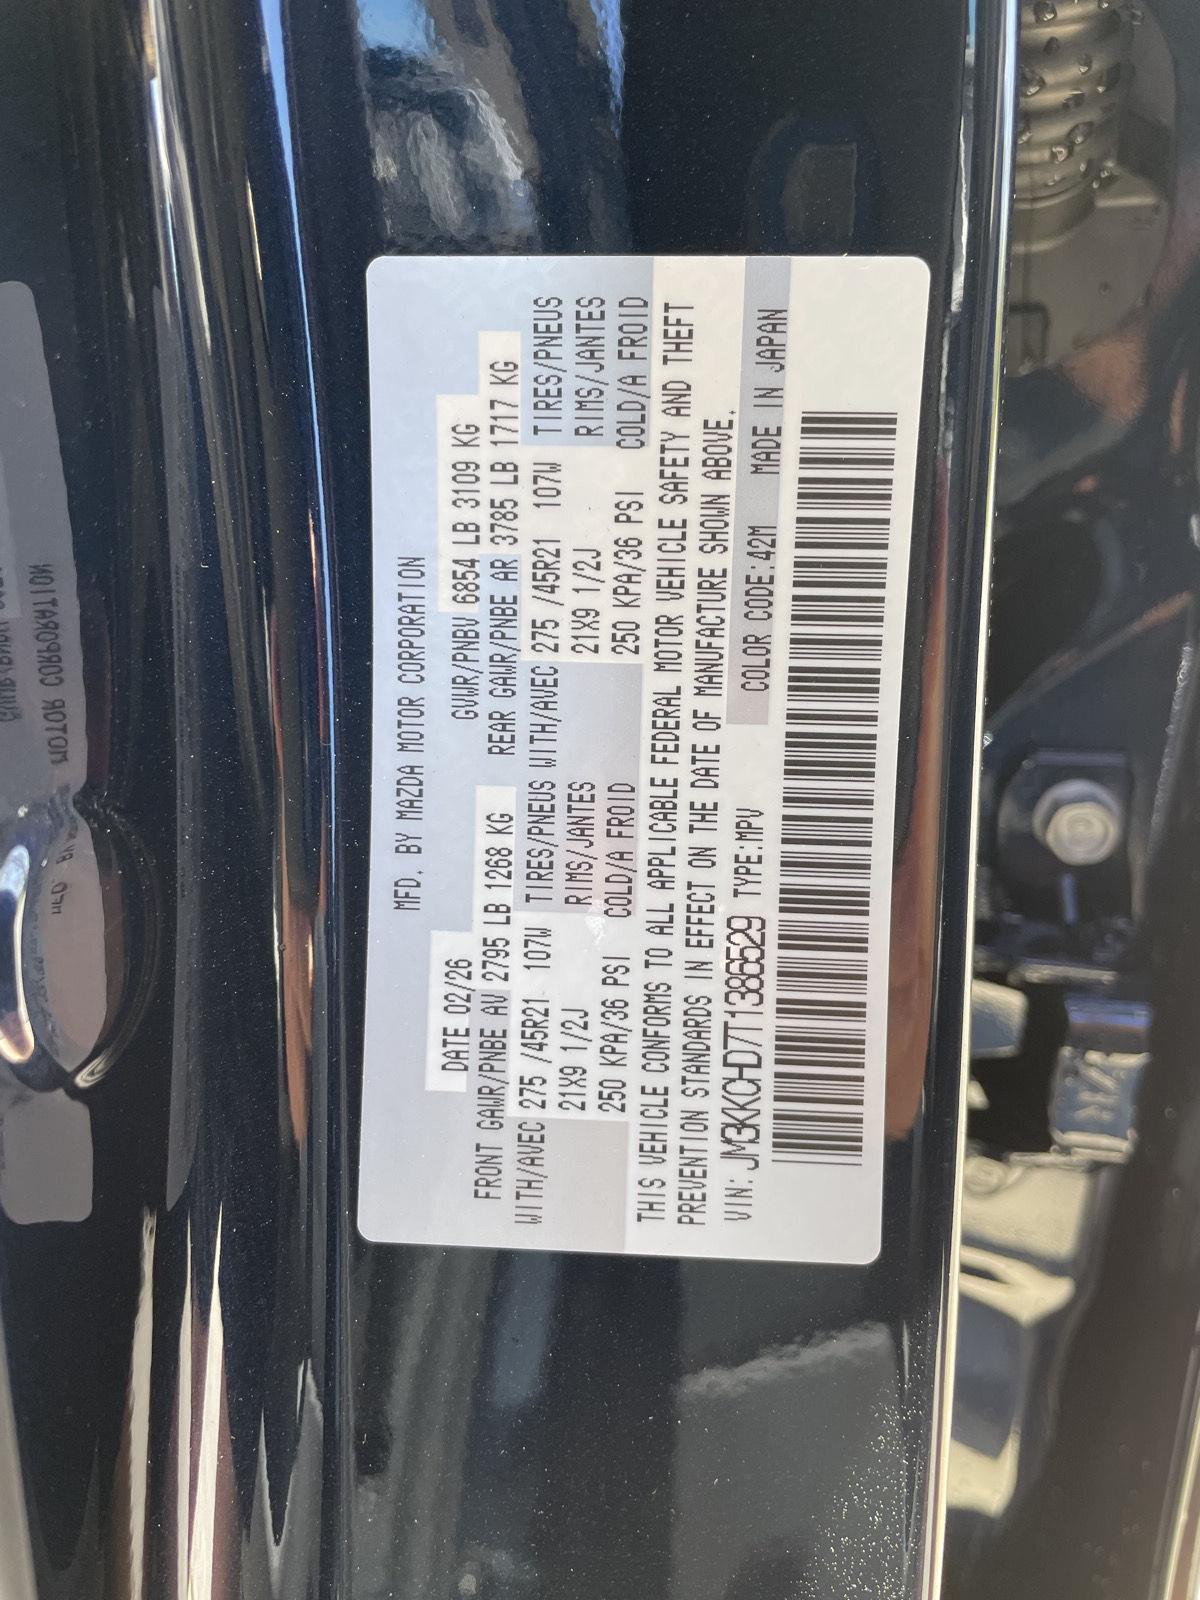 MFD. BY MAZDA MOTOR CORPORATION
DATE 02/26 GVWR/PNBV 6854 LB 3109 KG
FRONT GAWR/PNBE AV 2795 LB 1268 KG REAR GAWR/PNBE AR 3785 LB 1717 KG
WITH/AVEC 275 /45R21 107W TIRES/PNEUS WITH/AVEC 275 /45R21 107W TIRES/PNEUS
21X9 1/2J RIMS/JANTES 21X9 1/2J RIMS/JANTES
250 KPA/36 PSI COLD/A FROID 250 KPA/36 PSI COLD/A FROID
THIS VEHICLE CONFORMS TO ALL APPLICABLE FEDERAL MOTOR VEHICLE SAFETY AND THEFT
PREVENTION STANDARDS IN EFFECT ON THE DATE OF MANUFACTURE SHOWN ABOVE.
VIN: JM3KKCHD7T1386529 TYPE:MPV COLOR CODE:42M MADE IN JAPAN